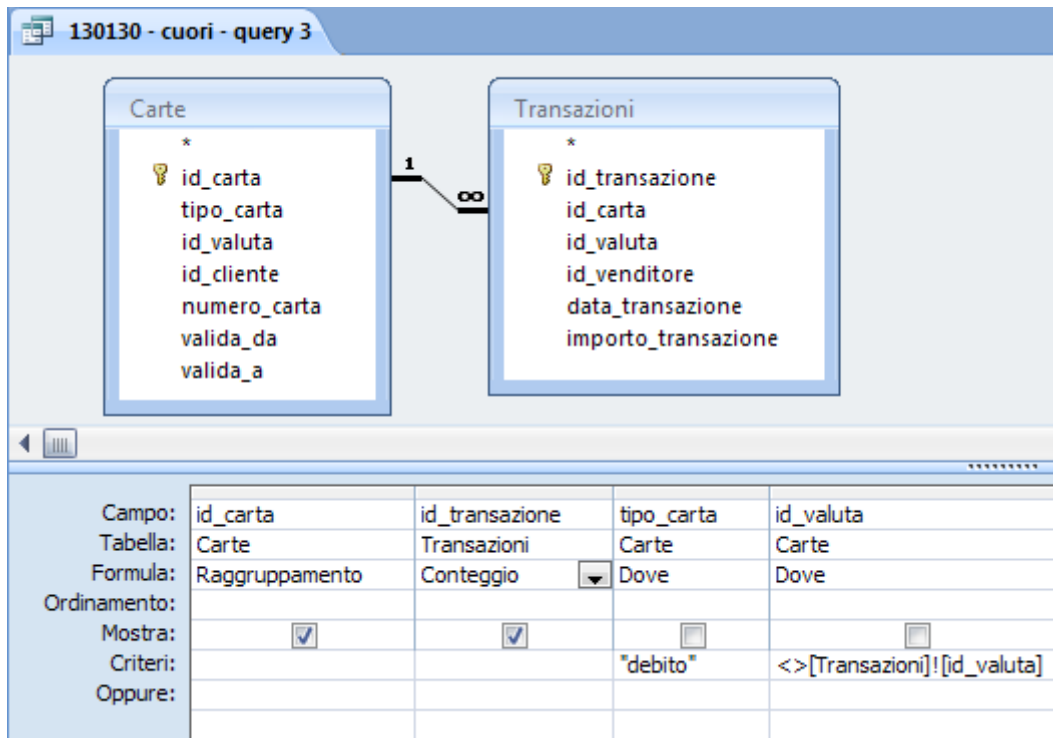 130130 - cuori - query 3
Carte
*
id_carta
tipo_carta
id_valuta
id_cliente
numero_carta
valida_da
valida_a
1
∞
Transazioni
*
id_transazione
id_carta
id_valuta
id_venditore
data_transazione
importo_transazione
Campo: id_carta id_transazione tipo_carta id_valuta
Tabella: Carte Transazioni Carte Carte
Formula: Raggruppamento Conteggio Dove Dove
Ordinamento:
Mostra:
Criteri: "debito" <>[Transazioni]![id_valuta]
Oppure: